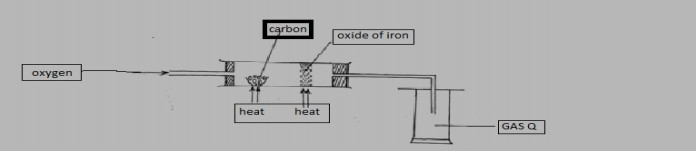 carbon
oxide of iron
oxygen
heat heat
GAS Q